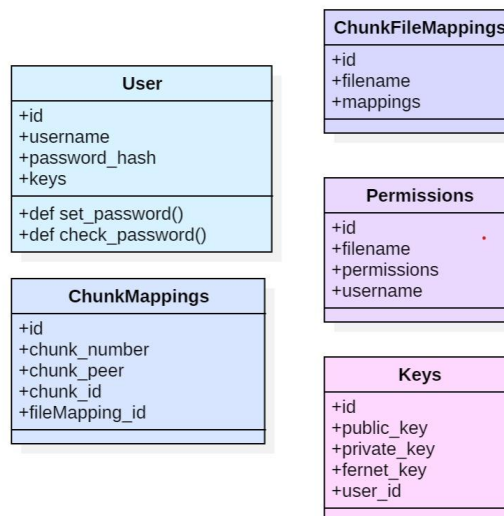 User
+id
+username
+password_hash
+keys
+def set_password()
+def check_password()
ChunkMappings
+id
+chunk_number
+chunk_peer
+chunk_id
+fileMapping_id
ChunkFileMappings
+id
+filename
+mappings
Permissions
+id
+filename
+permissions
+username
Keys
+id
+public_key
+private_key
+fernet_key
+user_id